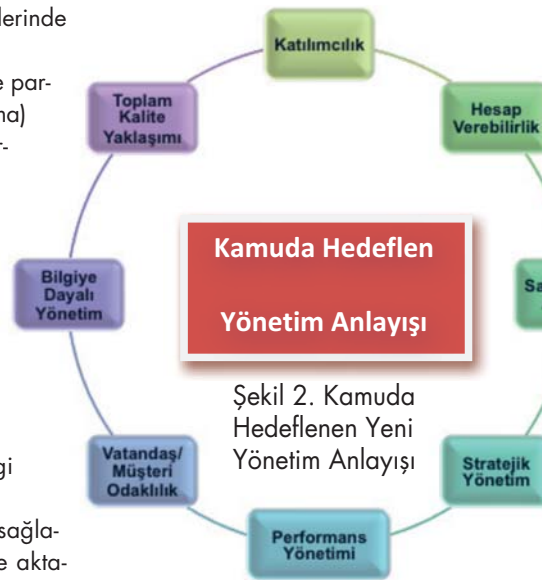 lerinde
e par-
na)
r-
gi
sağla-
e akta-
Katılımcılık
Hesap
Verebilirlik
Sa
Stratejik
Yönetim
Performans
Yönetimi
Vatandaş/
Müşteri
Odaklılık
Bilgiye
Dayalı
Yönetim
Toplam
Kalite
Yaklaşımı
Kamuda Hedeflen
Yönetim Anlayışı
Şekil 2. Kamuda
Hedeflenen Yeni
Yönetim Anlayışı